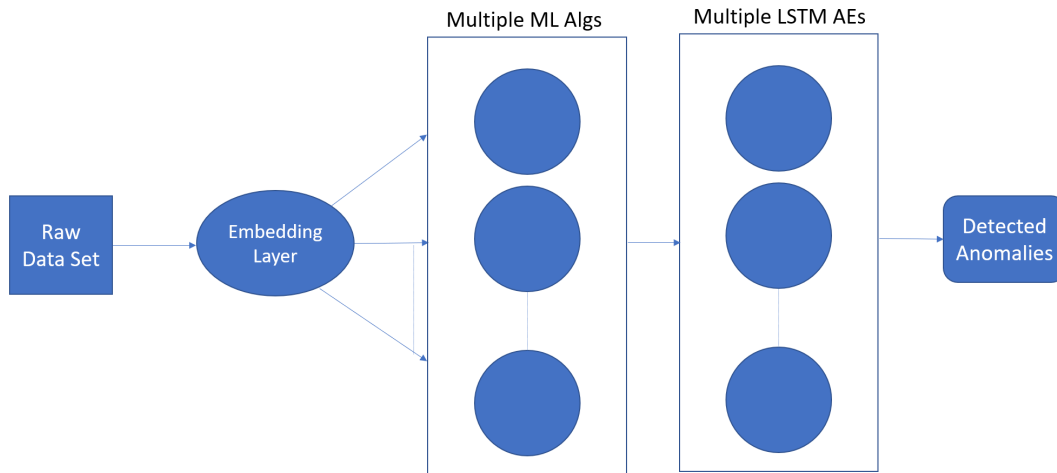 Multiple ML Algs
Multiple LSTM AEs
Raw
Data Set
Embedding
Layer
Detected
Anomalies